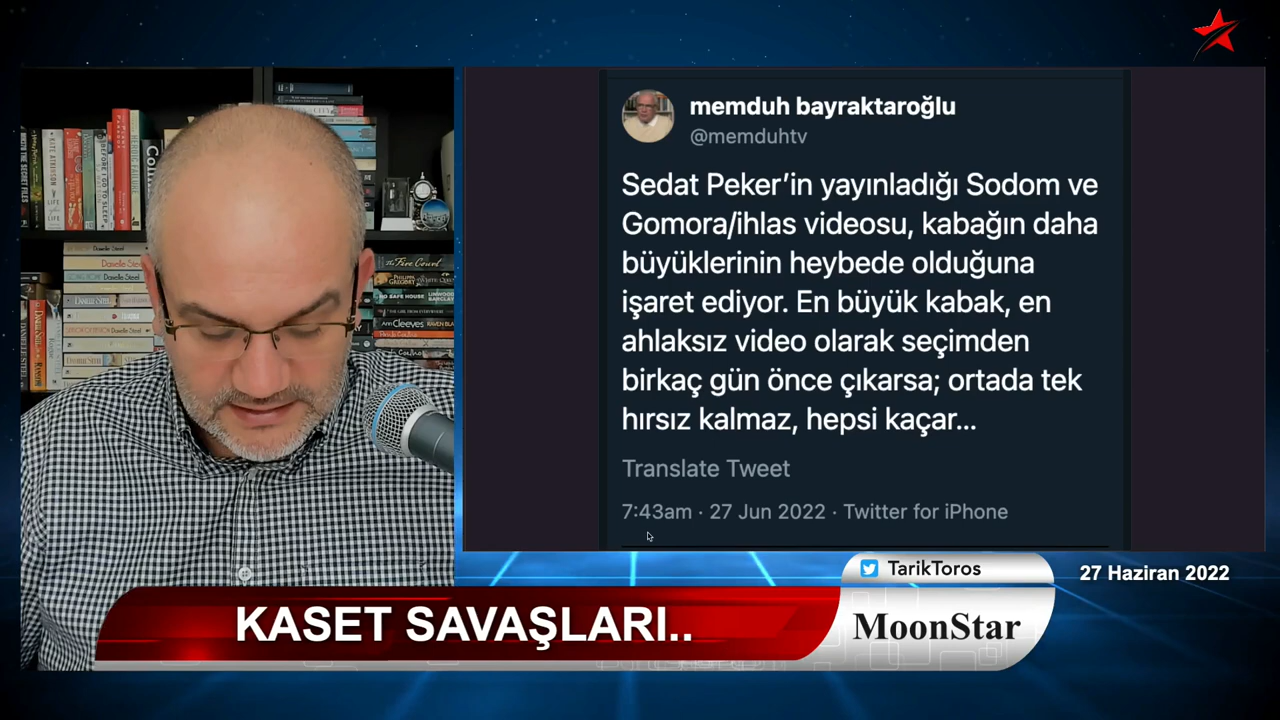 memduh bayraktaroğlu
@memduhtv
Sedat Peker'in yayınladığı Sodom ve
Gomora/ihlas videosu, kabağın daha
büyüklerinin heybede olduğuna
işaret ediyor. En büyük kabak, en
ahlaksız video olarak seçimden
birkaç gün önce çıkarsa; ortada tek
hırsız kalmaz, hepsi kaçar...
Translate Tweet
7:43am · 27 Jun 2022 · Twitter for iPhone
TarikToros
27 Haziran 2022
KASET SAVAŞLARI..
MoonStar